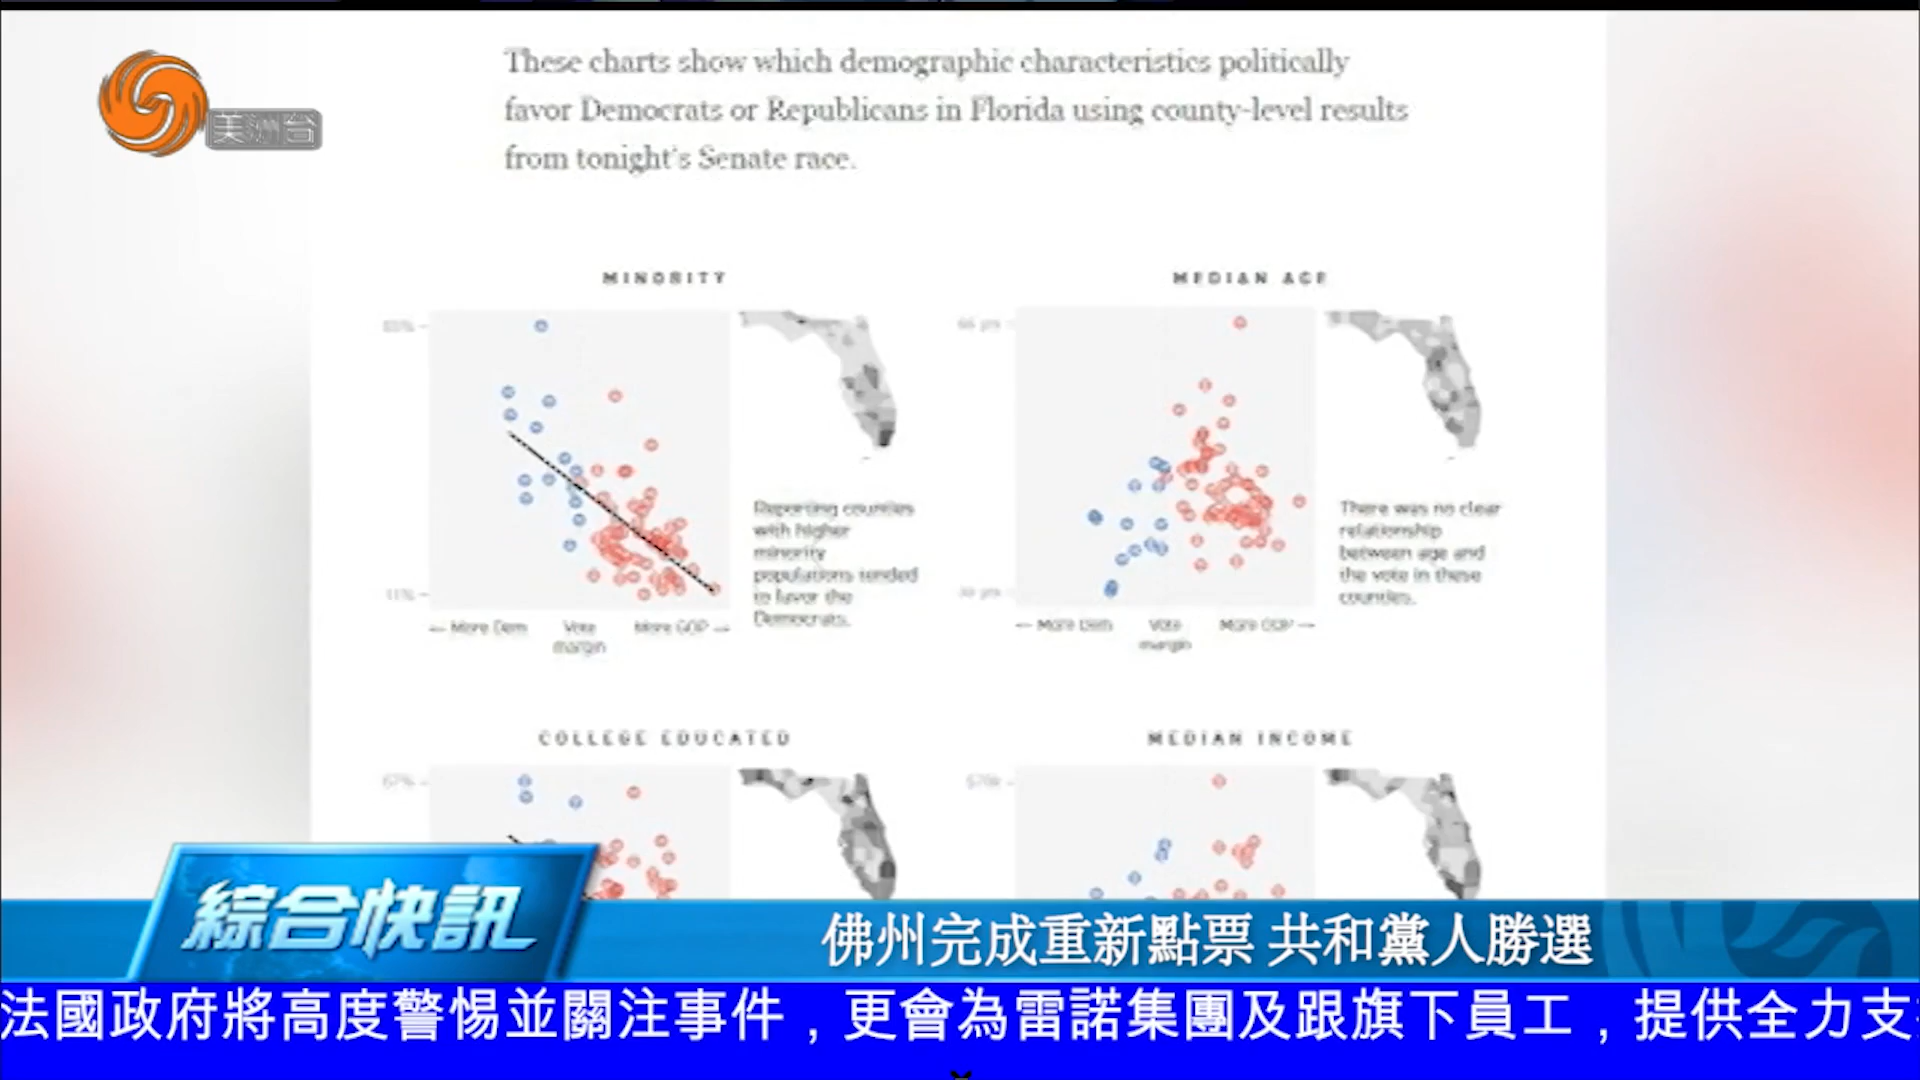 These charts show which demographic characteristics politically
favor Democrats or Republicans in Florida using county-level results
from tonight's Senate race.
美洲台
MINORITY
MEDIAN AGE
Reporting counties
with higher
minority
populations tended
to favor the
Democrats.
There was no clear
relationship
between age and
the vote in these
counties.
← More Dem
Vote
margin
More GOP →
← More Dem
Vote
margin
More GOP →
COLLEGE EDUCATED
MEDIAN INCOME
綜合快訊
佛州完成重新點票 共和黨人勝選
法國政府將高度警惕並關注事件，更會為雷諾集團及跟旗下員工，提供全力支